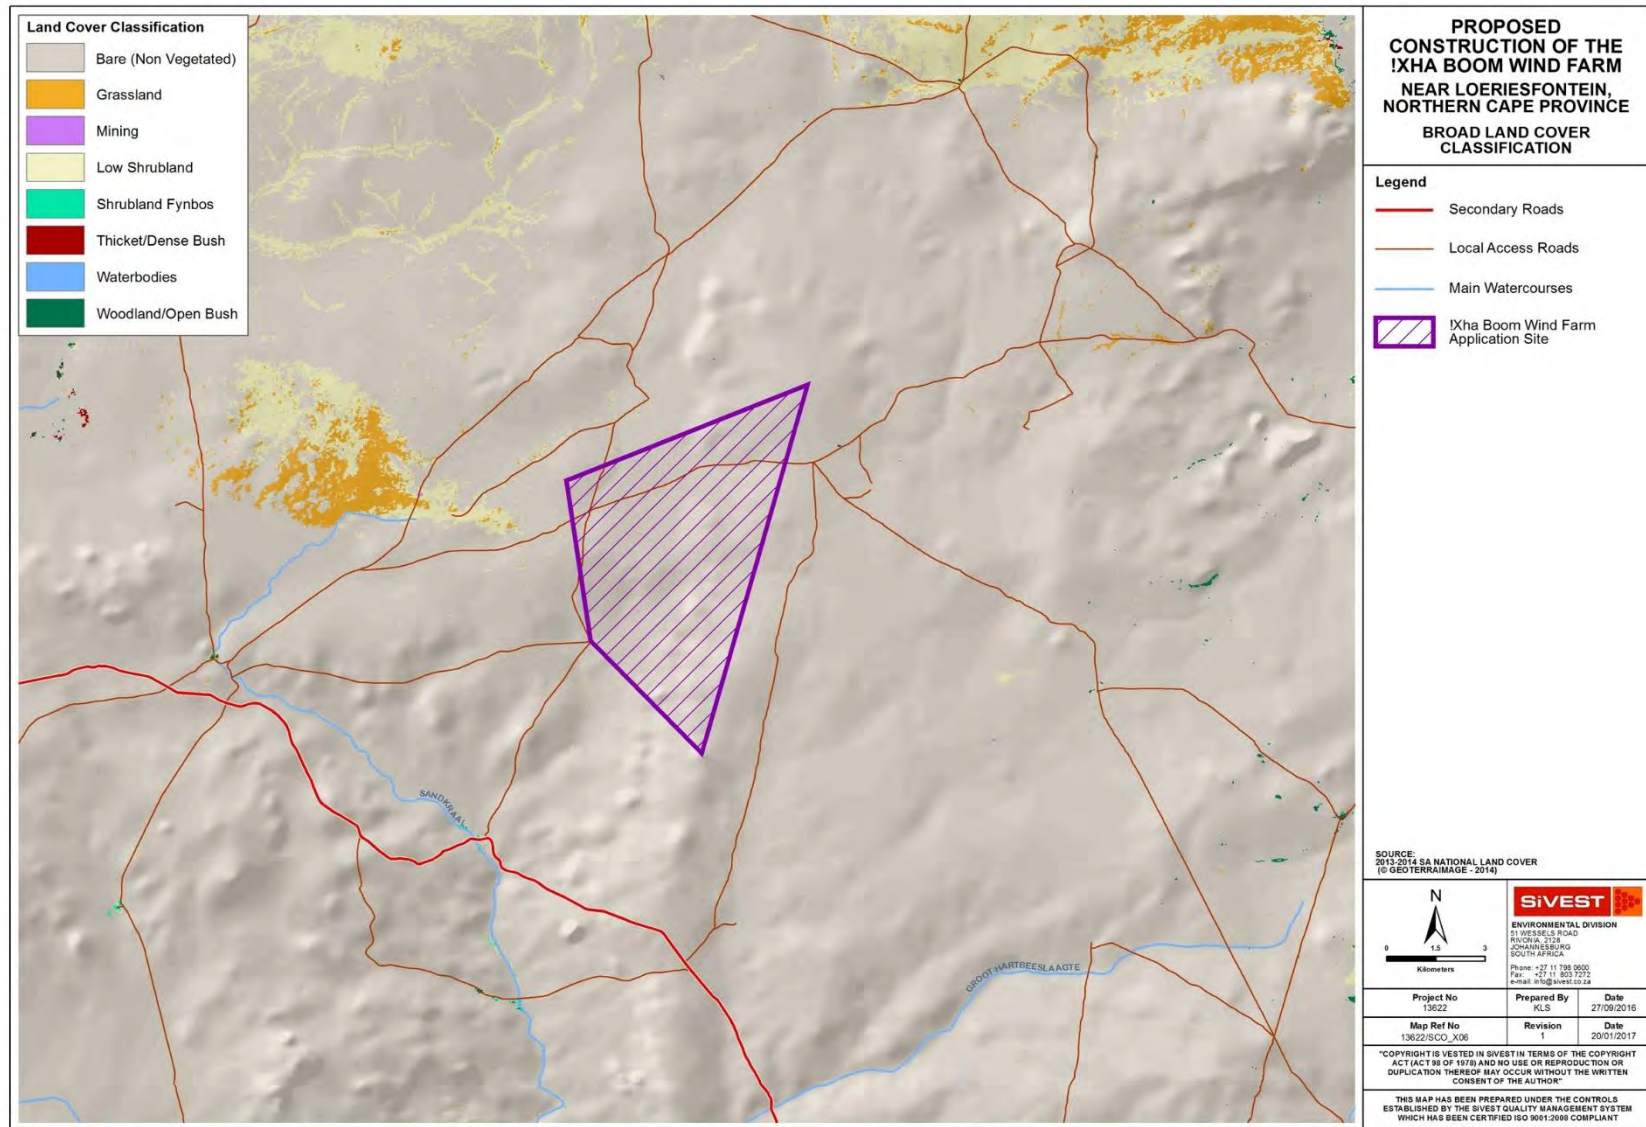 Land Cover Classification
Bare (Non Vegetated)
Grassland
Mining
Low Shrubland
Shrubland Fynbos
Thicket/Dense Bush
Waterbodies
Woodland/Open Bush
SANDKRAAL
GROOT-HARTBEESLAAGTE
PROPOSED
CONSTRUCTION OF THE
!XHA BOOM WIND FARM
NEAR LOERIESFONTEIN,
NORTHERN CAPE PROVINCE
BROAD LAND COVER
CLASSIFICATION
Legend
Secondary Roads
Local Access Roads
Main Watercourses
!Xha Boom Wind Farm
Application Site
SOURCE:
2013-2014 SA NATIONAL LAND COVER
(© GEOTERRAIMAGE - 2014)
N
0 1.5 3
Kilometers
SiVEST
ENVIRONMENTAL DIVISION
51 WESSELS ROAD
RIVONIA, 2128
JOHANNESBURG
SOUTH AFRICA
Phone: +27 11 798 0600
Fax: +27 11 803 7272
e-mail: info@sivest.co.za
Project No
13622
Prepared By
KLS
Date
27/09/2016
Map Ref No
13622/SCO_X06
Revision
1
Date
20/01/2017
"COPYRIGHT IS VESTED IN SIVEST IN TERMS OF THE COPYRIGHT
ACT (ACT 98 OF 1978) AND NO USE OR REPRODUCTION OR
DUPLICATION THEREOF MAY OCCUR WITHOUT THE WRITTEN
CONSENT OF THE AUTHOR"
THIS MAP HAS BEEN PREPARED UNDER THE CONTROLS
ESTABLISHED BY THE SIVEST QUALITY MANAGEMENT SYSTEM
WHICH HAS BEEN CERTIFIED ISO 9001:2008 COMPLIANT